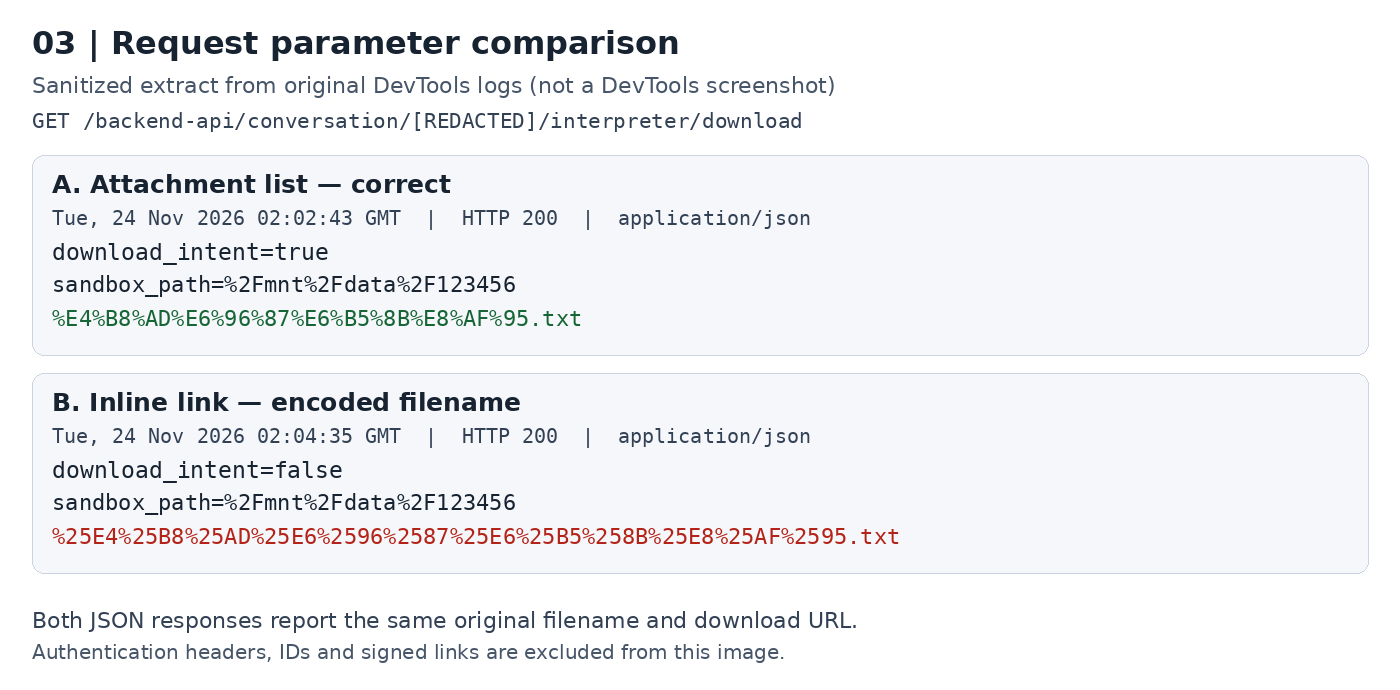 03 | Request parameter comparison
Sanitized extract from original DevTools logs (not a DevTools screenshot)
GET /backend-api/conversation/[REDACTED]/interpreter/download
A. Attachment list — correct
Tue, 24 Nov 2026 02:02:43 GMT | HTTP 200 | application/json
download_intent=true
sandbox_path=%2Fmnt%2Fdata%2F123456
%E4%B8%AD%E6%96%87%E6%B5%8B%E8%AF%95.txt
B. Inline link — encoded filename
Tue, 24 Nov 2026 02:04:35 GMT | HTTP 200 | application/json
download_intent=false
sandbox_path=%2Fmnt%2Fdata%2F123456
%25E4%25B8%25AD%25E6%2596%2587%25E6%25B5%258B%25E8%25AF%2595.txt
Both JSON responses report the same original filename and download URL.
Authentication headers, IDs and signed links are excluded from this image.